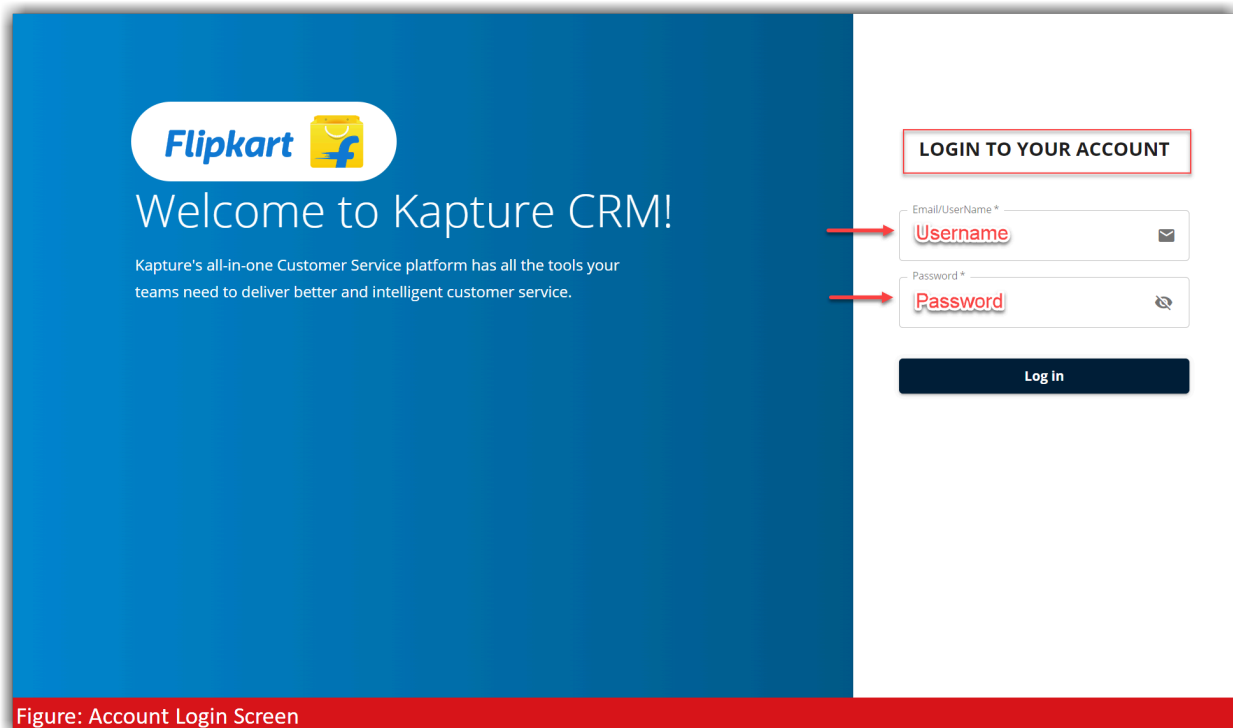 Flipkart
Welcome to Kapture CRM!
Kapture's all-in-one Customer Service platform has all the tools your
teams need to deliver better and intelligent customer service.
LOGIN TO YOUR ACCOUNT
Email/UserName *
Username
Password *
Password
Log in
Figure: Account Login Screen